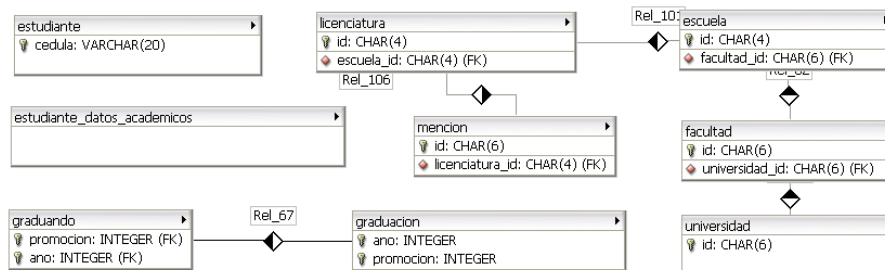 estudiante
cedula: VARCHAR(20)
licenciatura
id: CHAR(4)
escuela_id: CHAR(4) (FK)
Rel_101
escuela
id: CHAR(4)
facultad_id: CHAR(6) (FK)
Rel_106
Rel_82
estudiante_datos_academicos
mencion
id: CHAR(6)
licenciatura_id: CHAR(4) (FK)
facultad
id: CHAR(6)
universidad_id: CHAR(6) (FK)
graduando
promocion: INTEGER (FK)
ano: INTEGER (FK)
Rel_67
graduacion
ano: INTEGER
promocion: INTEGER
universidad
id: CHAR(6)